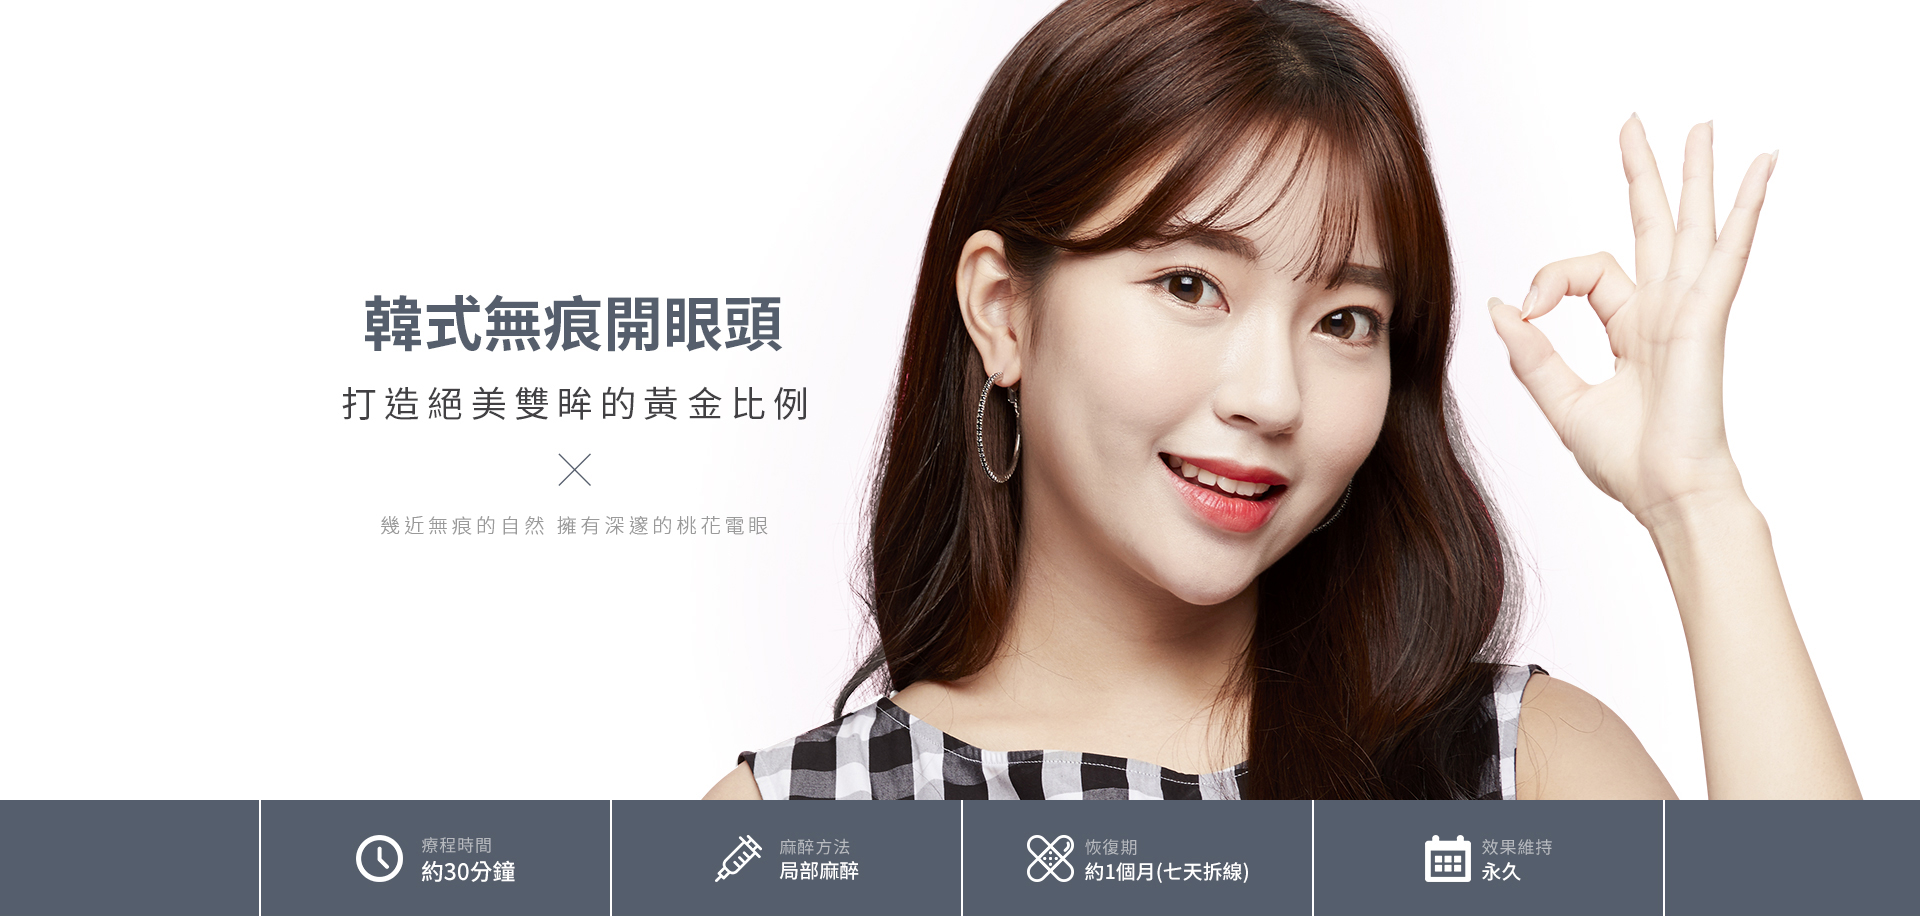 韓式無痕開眼頭
打造絕美雙眸的黃金比例
幾近無痕的自然 擁有深邃的桃花電眼
療程時間
約30分鐘
麻醉方法
局部麻醉
恢復期
約1個月(七天拆線)
效果維持
永久